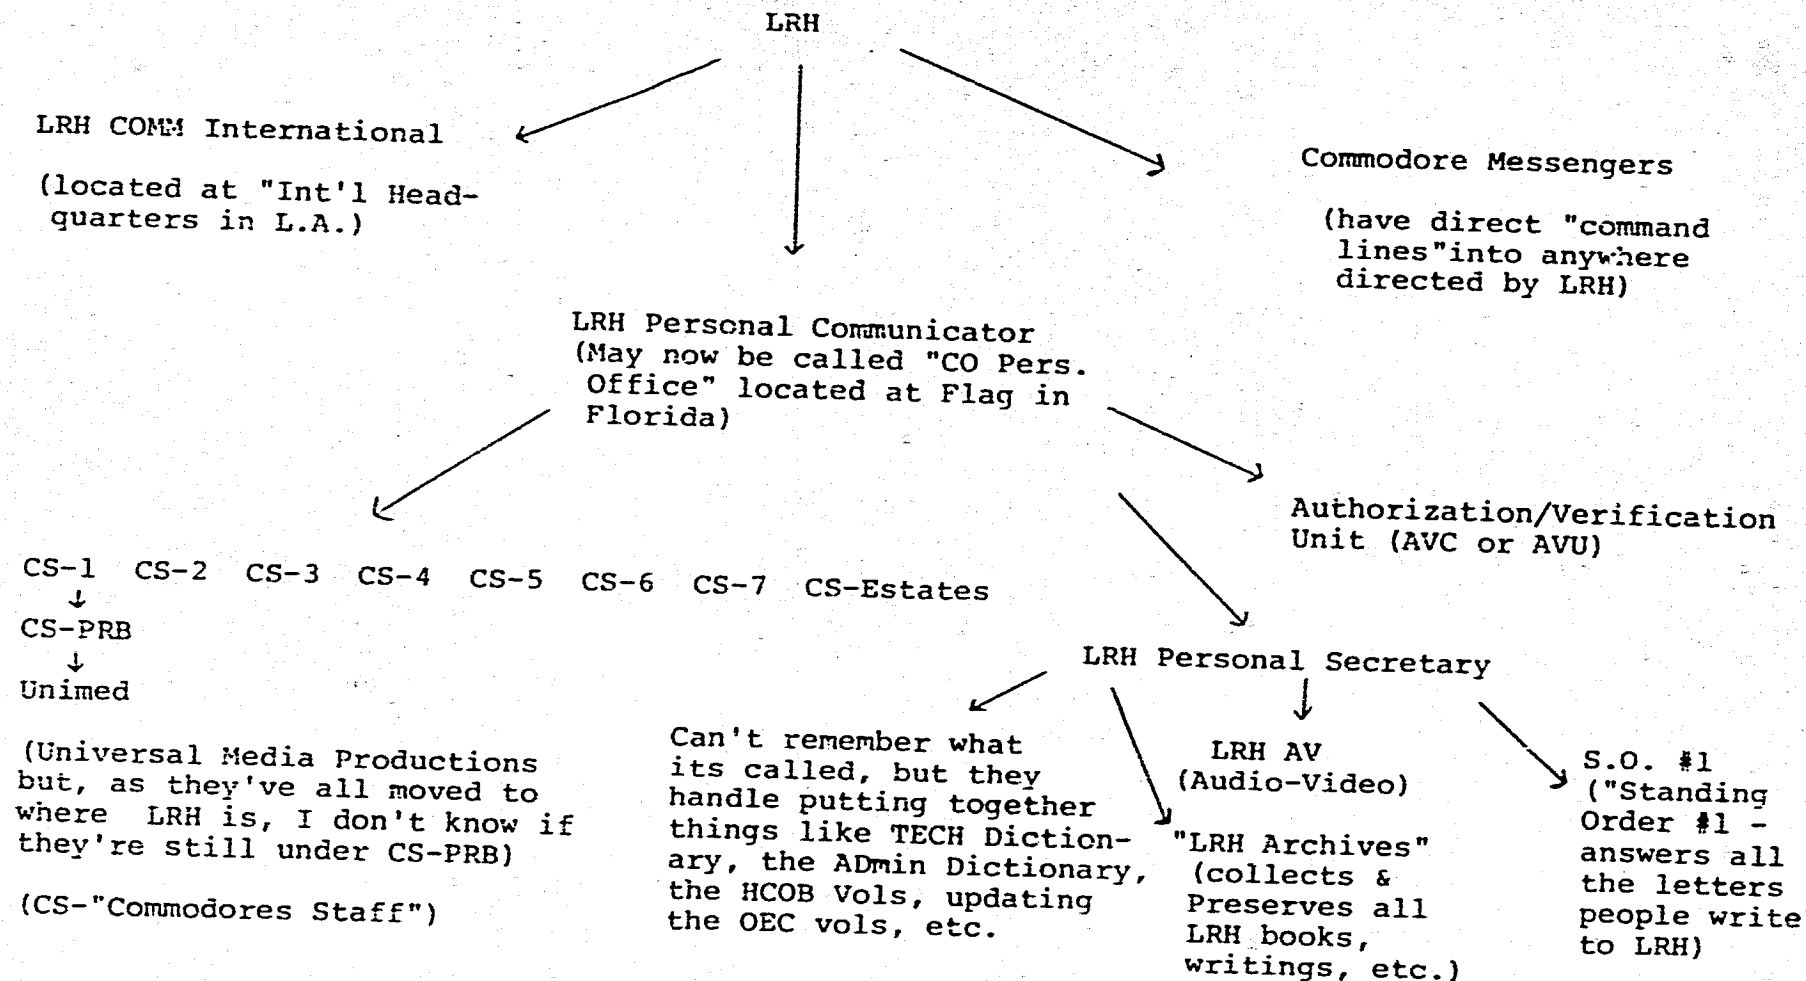 LRH
LRH COMM International
(located at "Int'l Head-
quarters in L.A.)
Commodore Messengers
(have direct "command
lines"into anywhere
directed by LRH)
LRH Personal Communicator
(May now be called "CO Pers.
Office" located at Flag in
Florida)
Authorization/Verification
Unit (AVC or AVU)
CS-1 CS-2 CS-3 CS-4 CS-5 CS-6 CS-7 CS-Estates
CS-PRB
Unimed
(Universal Media Productions
but, as they've all moved to
where LRH is, I don't know if
they're still under CS-PRB)
(CS-"Commodores Staff")
LRH Personal Secretary
Can't remember what
its called, but they
handle putting together
things like TECH Diction-
ary, the ADmin Dictionary,
the HCOB Vols, updating
the OEC vols, etc.
LRH AV
(Audio-Video)
"LRH Archives"
(collects &
Preserves all
LRH books,
writings, etc.)
S.O. #1
("Standing
Order #1 -
answers all
the letters
people write
to LRH)